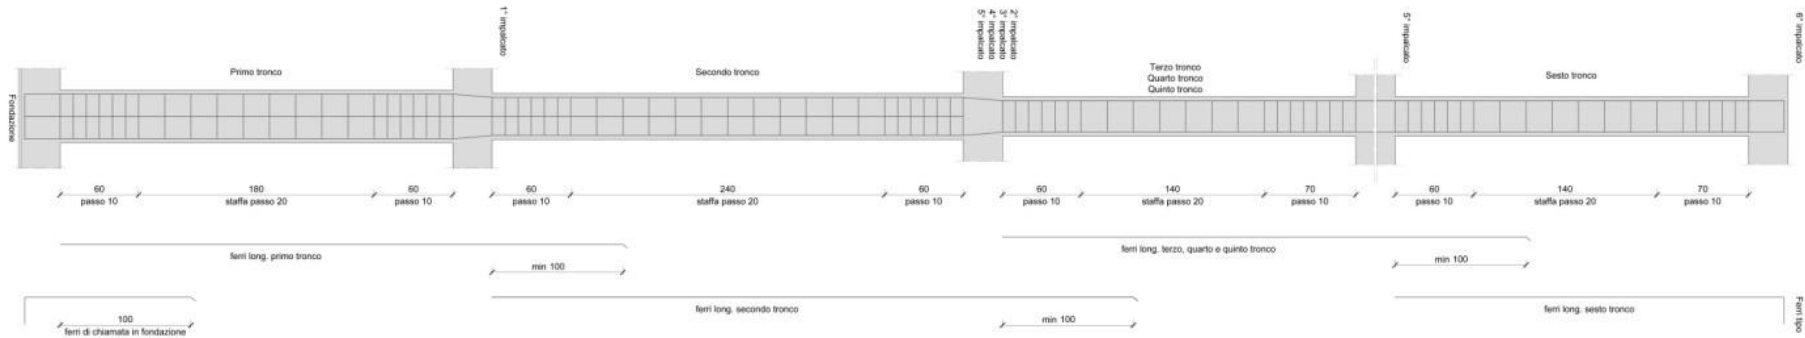 1° impalcato
5° impalcato
4° impalcato
3° impalcato
2° impalcato
5° impalcato
6° impalcato
Primo tronco
Secondo tronco
Terzo tronco
Quarto tronco
Quinto tronco
Sesto tronco
Fondazione
60
passo 10
180
staffa passo 20
60
passo 10
60
passo 10
240
staffa passo 20
60
passo 10
60
passo 10
140
staffa passo 20
70
passo 10
60
passo 10
140
staffa passo 20
70
passo 10
ferri long. primo tronco
min 100
ferri long. terzo, quarto e quinto tronco
min 100
100
ferri di chiamata in fondazione
ferri long. secondo tronco
min 100
ferri long. sesto tronco
Ferri tipo